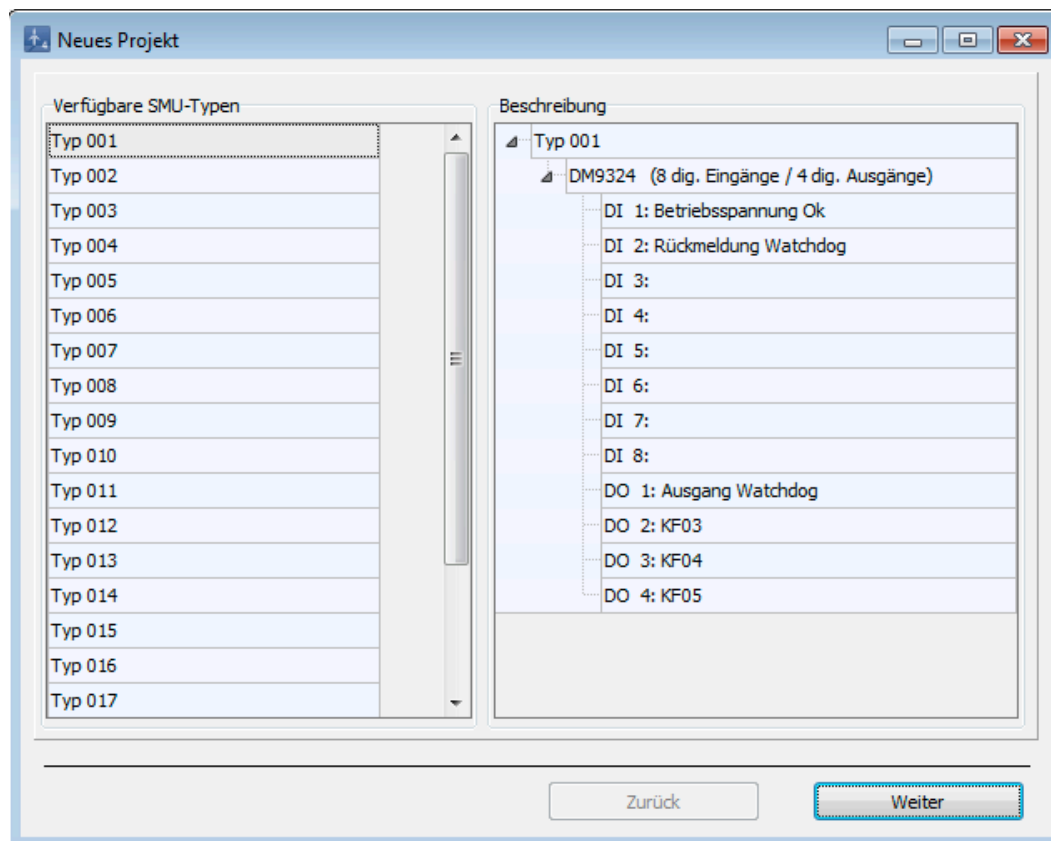 Neues Projekt
Verfügbare SMU-Typen
Typ 001
Typ 002
Typ 003
Typ 004
Typ 005
Typ 006
Typ 007
Typ 008
Typ 009
Typ 010
Typ 011
Typ 012
Typ 013
Typ 014
Typ 015
Typ 016
Typ 017
Beschreibung
Typ 001
DM9324 (8 dig. Eingänge / 4 dig. Ausgänge)
DI 1: Betriebsspannung Ok
DI 2: Rückmeldung Watchdog
DI 3:
DI 4:
DI 5:
DI 6:
DI 7:
DI 8:
DO 1: Ausgang Watchdog
DO 2: KF03
DO 3: KF04
DO 4: KF05
Zurück
Weiter